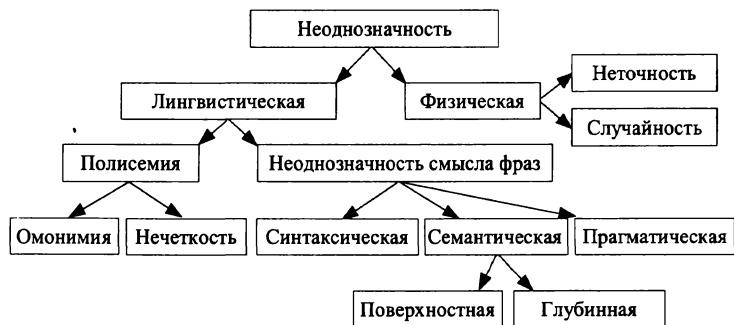 Неоднозначность
Неточность
Лингвистическая
Физическая
Случайность
Полисемия
Неоднозначность смысла фраз
Омонимия
Нечеткость
Синтаксическая
Семантическая
Прагматическая
Поверхностная
Глубинная